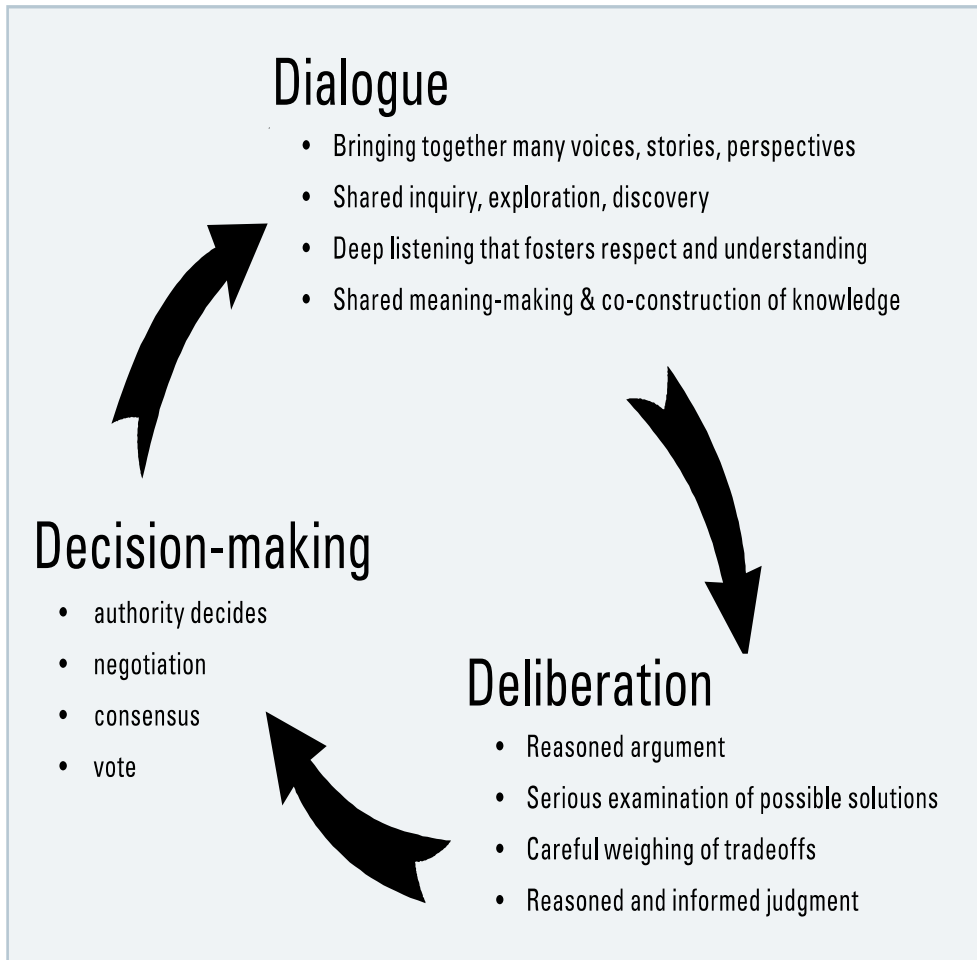 Dialogue
• Bringing together many voices, stories, perspectives
• Shared inquiry, exploration, discovery
• Deep listening that fosters respect and understanding
• Shared meaning-making & co-construction of knowledge
Decision-making
• authority decides
• negotiation
• consensus
• vote
Deliberation
• Reasoned argument
• Serious examination of possible solutions
• Careful weighing of tradeoffs
• Reasoned and informed judgment